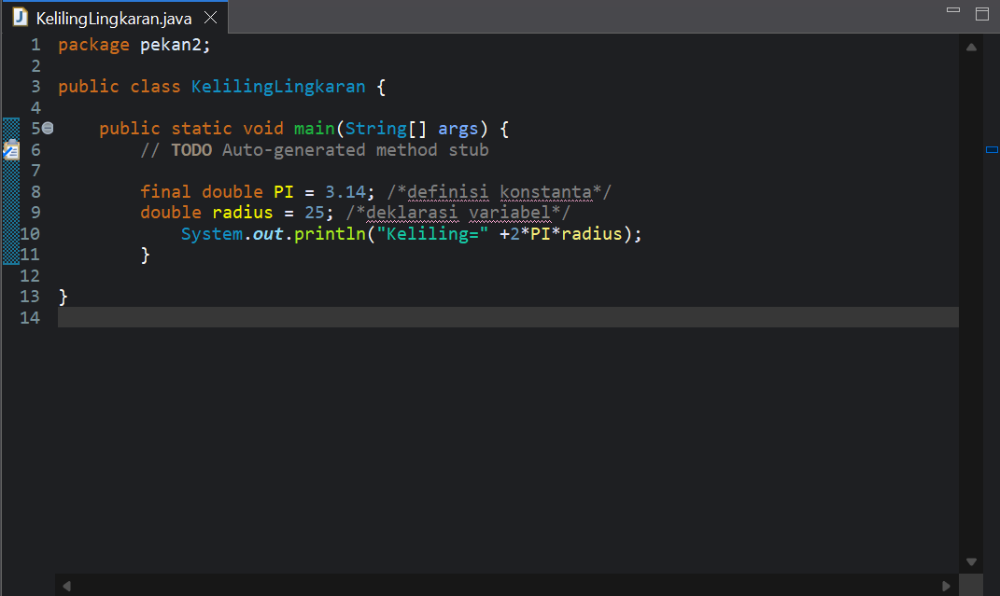 KelilingLingkaran.java
1 package pekan2;
2
3 public class KelilingLingkaran {
4
5 public static void main(String[] args) {
6 // TODO Auto-generated method stub
7
8 final double PI = 3.14; /*definisi konstanta*/
9 double radius = 25; /*deklarasi variabel*/
10 System.out.println("Keliling=" +2*PI*radius);
11 }
12
13 }
14